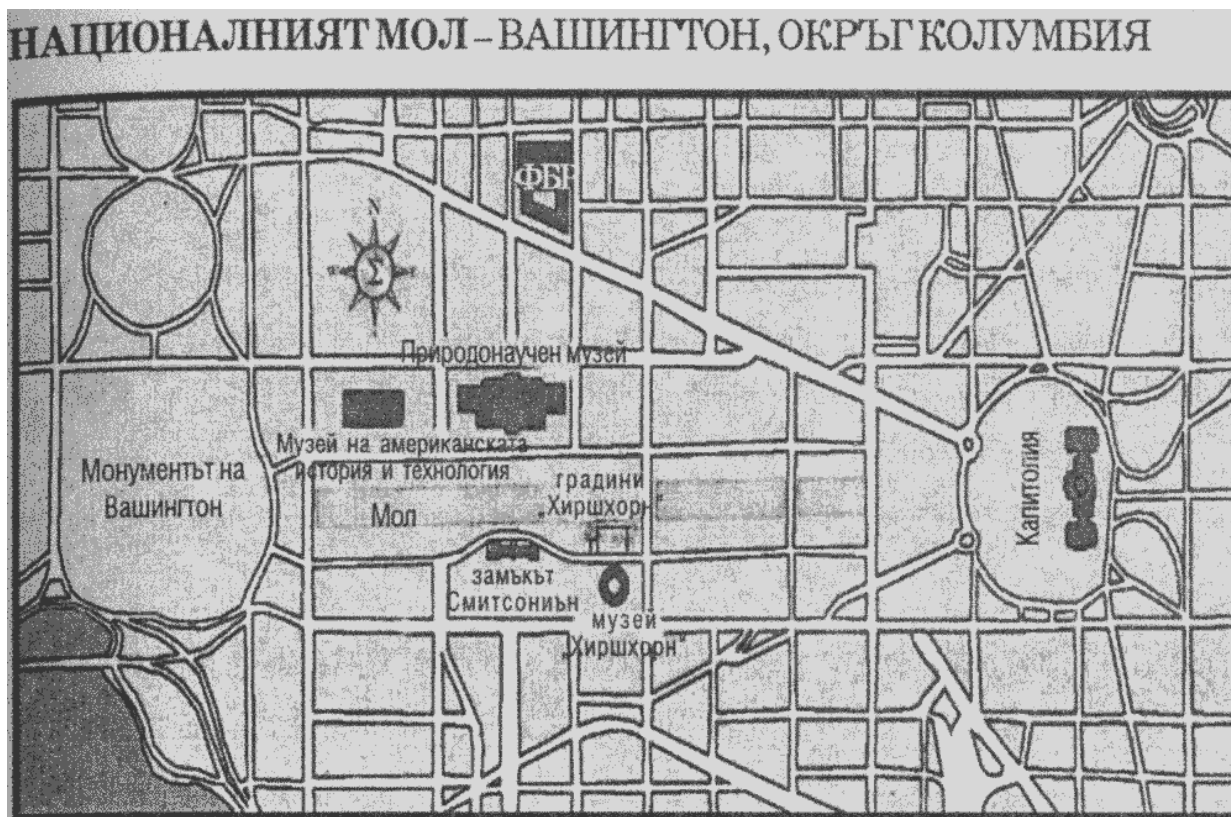 НАЦИОНАЛНИЯТ МОЛ – ВАШИНГТОН, ОКРЪГ КОЛУМБИЯ
ФБР
N
Σ
Природонаучен музей
Музей на американската
история и технология
Монументът на
Вашингтон
Мол
градини
„Хиршхорн"
Капитолия
замъкът
Смитсониън
музей
„Хиршхорн"